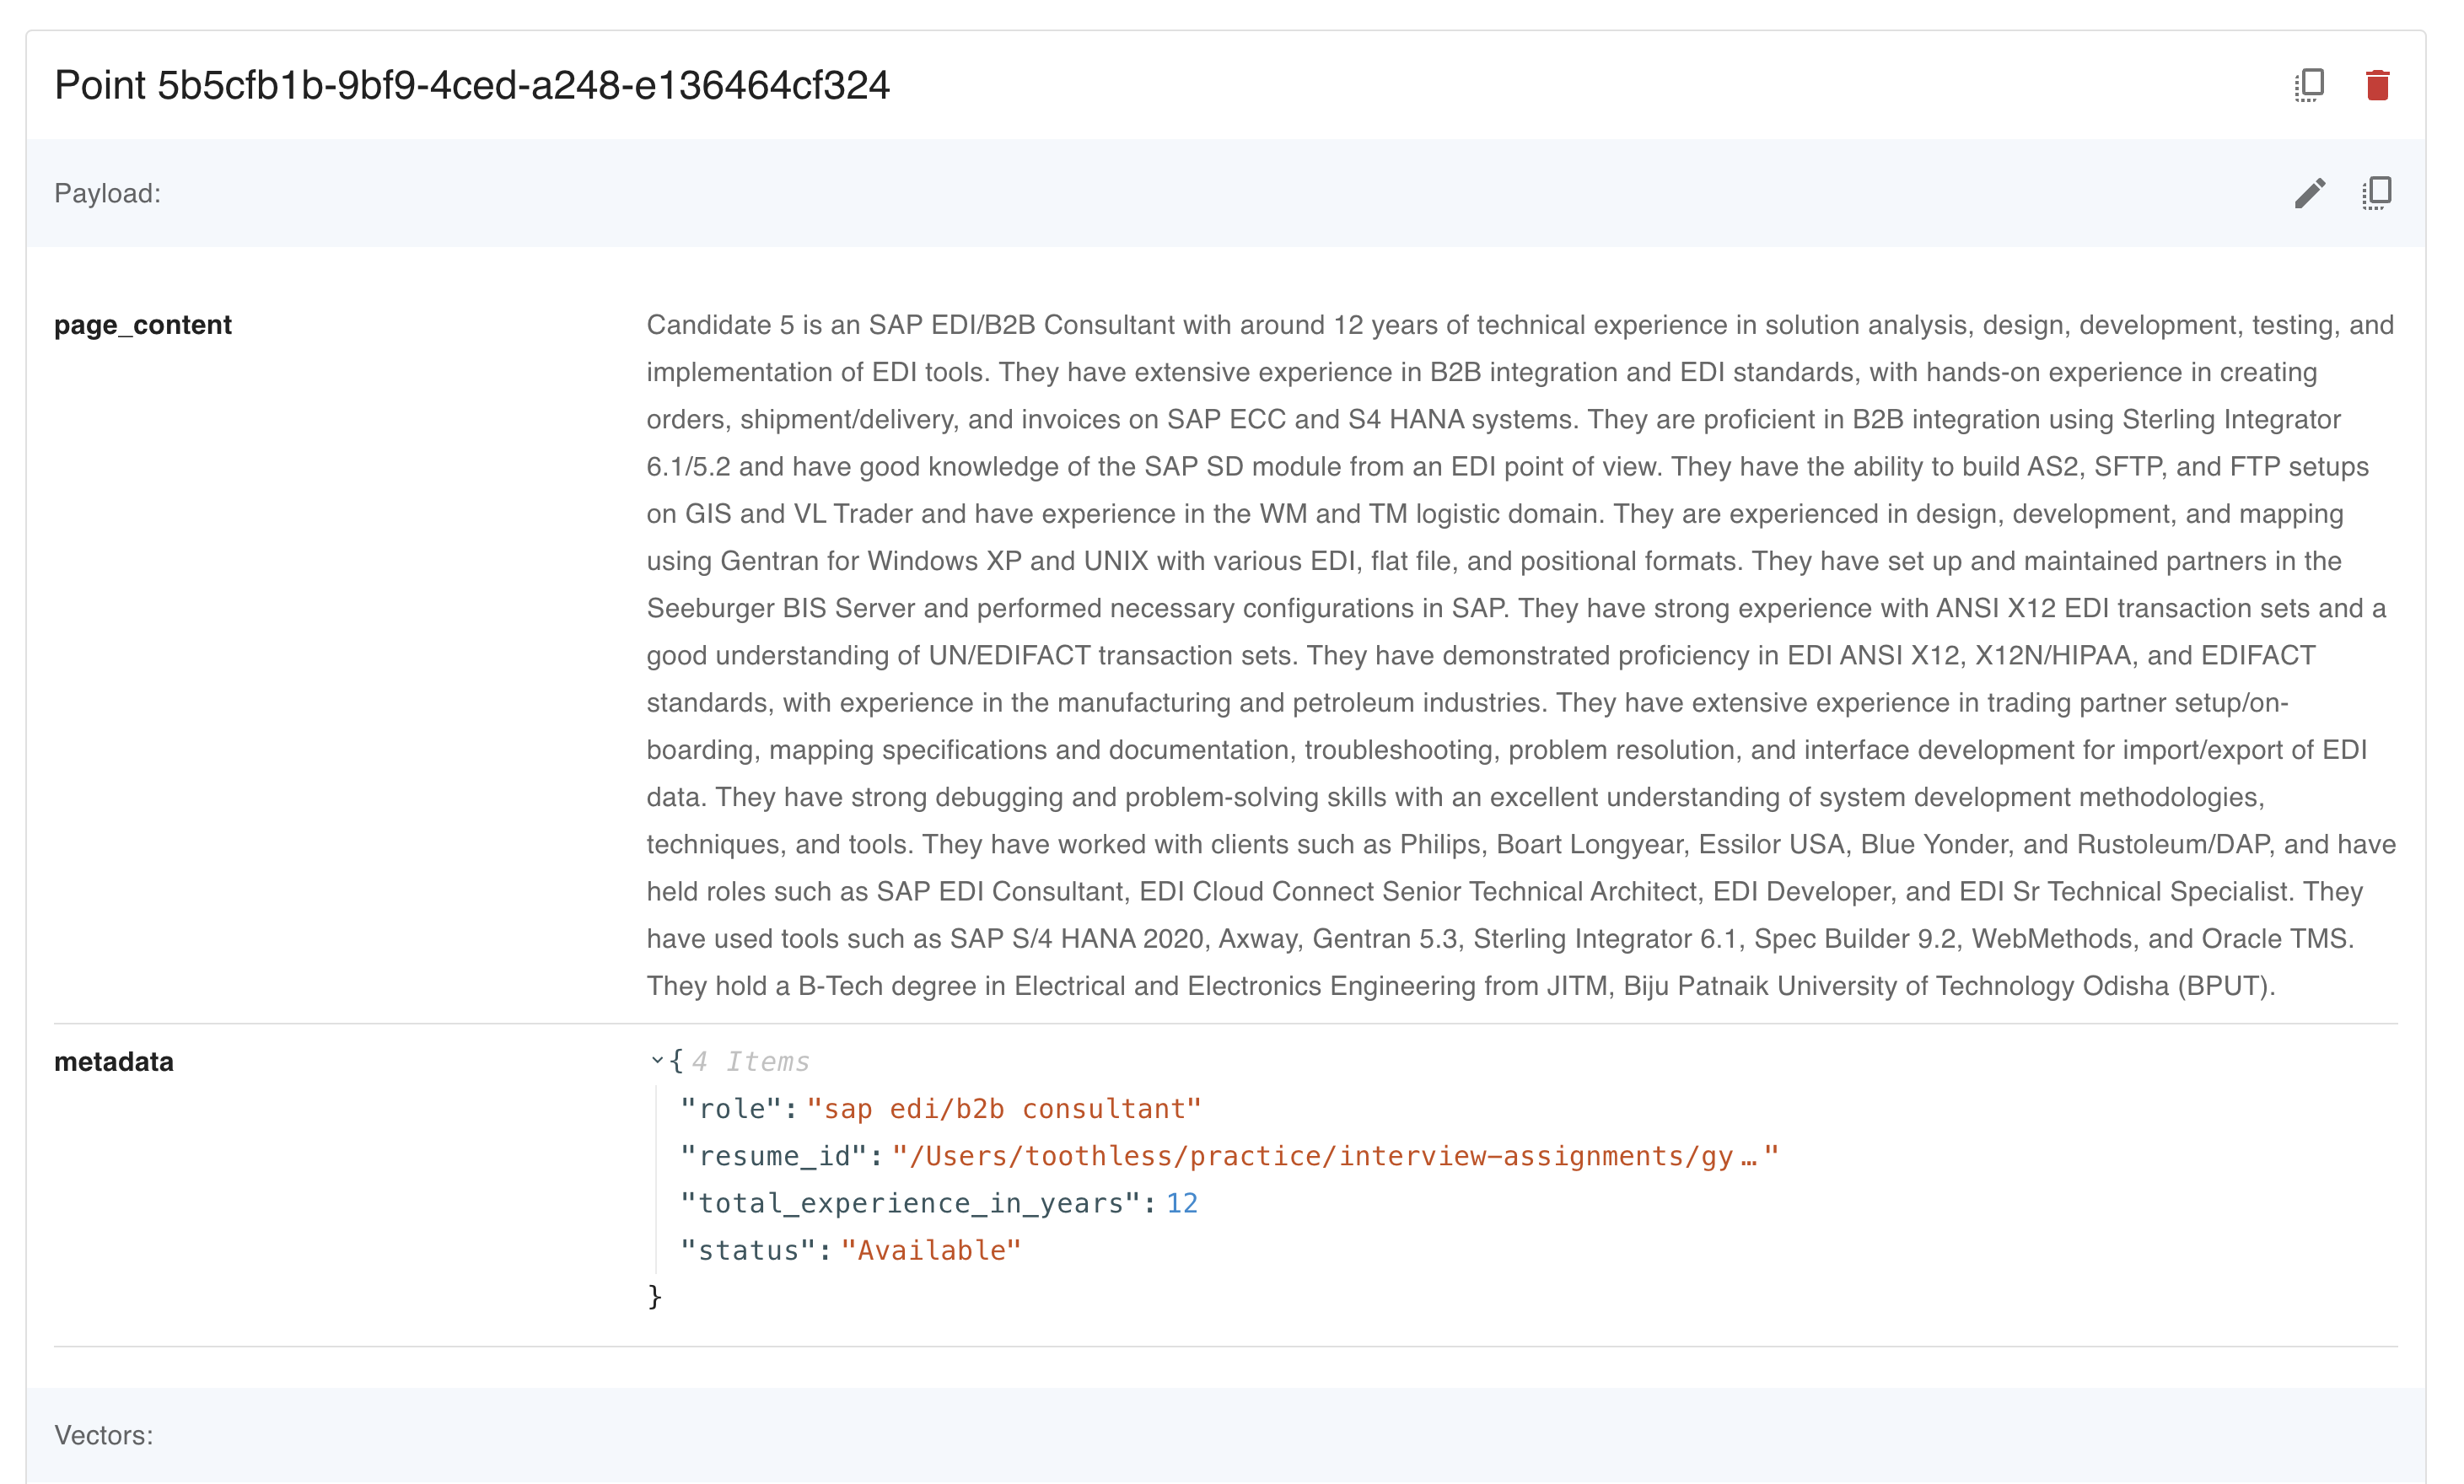 Point 5b5cfb1b-9bf9-4ced-a248-e136464cf324
Payload:
page_content
Candidate 5 is an SAP EDI/B2B Consultant with around 12 years of technical experience in solution analysis, design, development, testing, and
implementation of EDI tools. They have extensive experience in B2B integration and EDI standards, with hands-on experience in creating
orders, shipment/delivery, and invoices on SAP ECC and S4 HANA systems. They are proficient in B2B integration using Sterling Integrator
6.1/5.2 and have good knowledge of the SAP SD module from an EDI point of view. They have the ability to build AS2, SFTP, and FTP setups
on GIS and VL Trader and have experience in the WM and TM logistic domain. They are experienced in design, development, and mapping
using Gentran for Windows XP and UNIX with various EDI, flat file, and positional formats. They have set up and maintained partners in the
Seeburger BIS Server and performed necessary configurations in SAP. They have strong experience with ANSI X12 EDI transaction sets and a
good understanding of UN/EDIFACT transaction sets. They have demonstrated proficiency in EDI ANSI X12, X12N/HIPAA, and EDIFACT
standards, with experience in the manufacturing and petroleum industries. They have extensive experience in trading partner setup/on-
boarding, mapping specifications and documentation, troubleshooting, problem resolution, and interface development for import/export of EDI
data. They have strong debugging and problem-solving skills with an excellent understanding of system development methodologies,
techniques, and tools. They have worked with clients such as Philips, Boart Longyear, Essilor USA, Blue Yonder, and Rustoleum/DAP, and have
held roles such as SAP EDI Consultant, EDI Cloud Connect Senior Technical Architect, EDI Developer, and EDI Sr Technical Specialist. They
have used tools such as SAP S/4 HANA 2020, Axway, Gentran 5.3, Sterling Integrator 6.1, Spec Builder 9.2, WebMethods, and Oracle TMS.
They hold a B-Tech degree in Electrical and Electronics Engineering from JITM, Biju Patnaik University of Technology Odisha (BPUT).
metadata
{ 4 Items
"role": "sap edi/b2b consultant"
"resume_id": "/Users/toothless/practice/interview-assignments/gy…"
"total_experience_in_years": 12
"status": "Available"
}
Vectors: